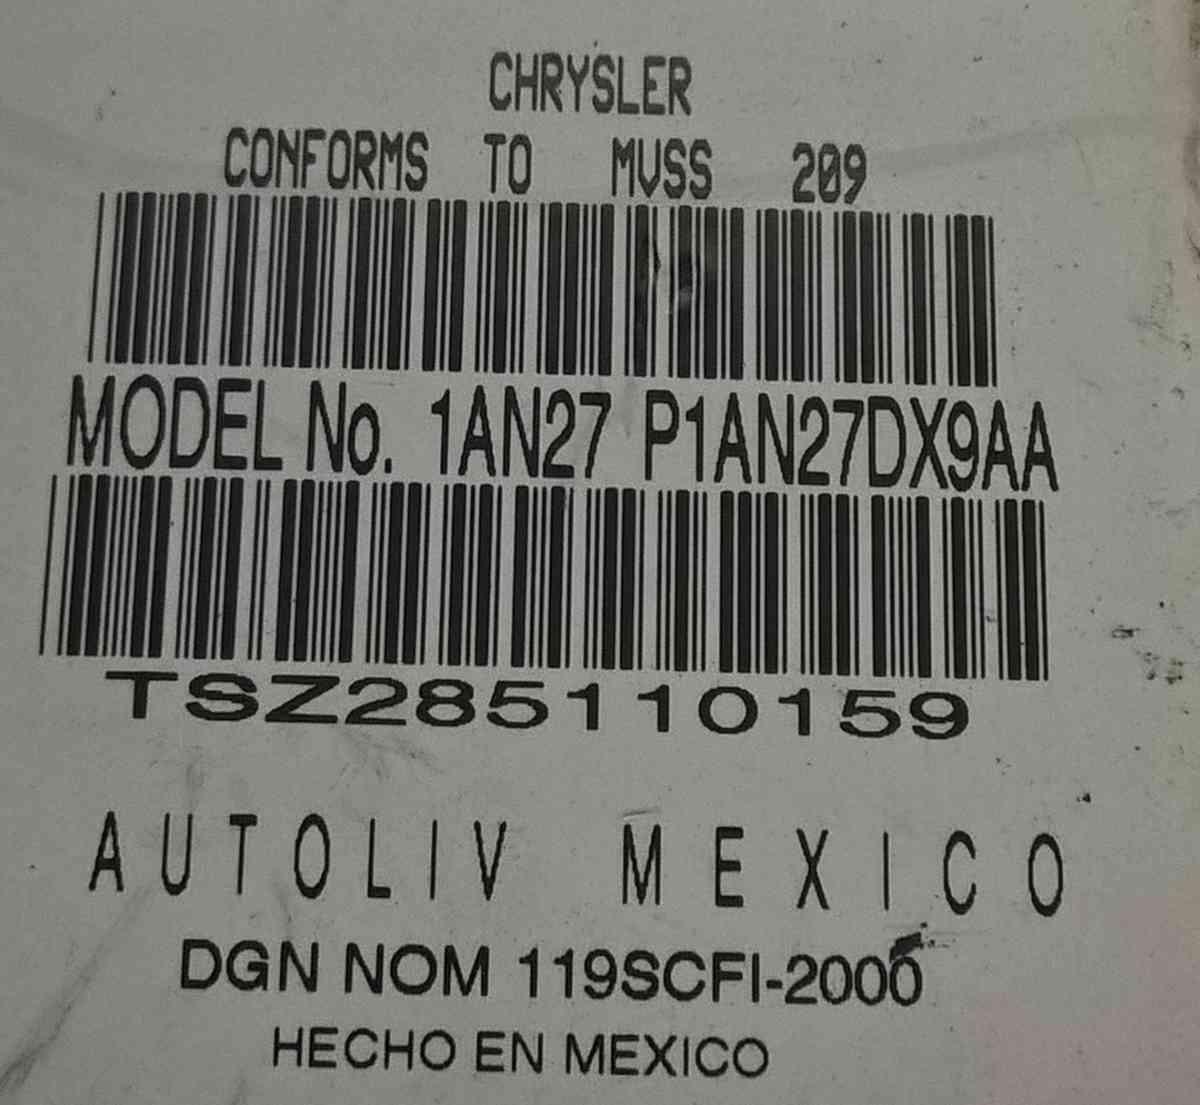 CHRYSLER
CONFORMS TO MVSS 209
MODEL No. 1AN27 P1AN27DX9AA
TSZ285110159
AUTOLIV MEXICO
DGN NOM 119SCFI-2000
HECHO EN MEXICO